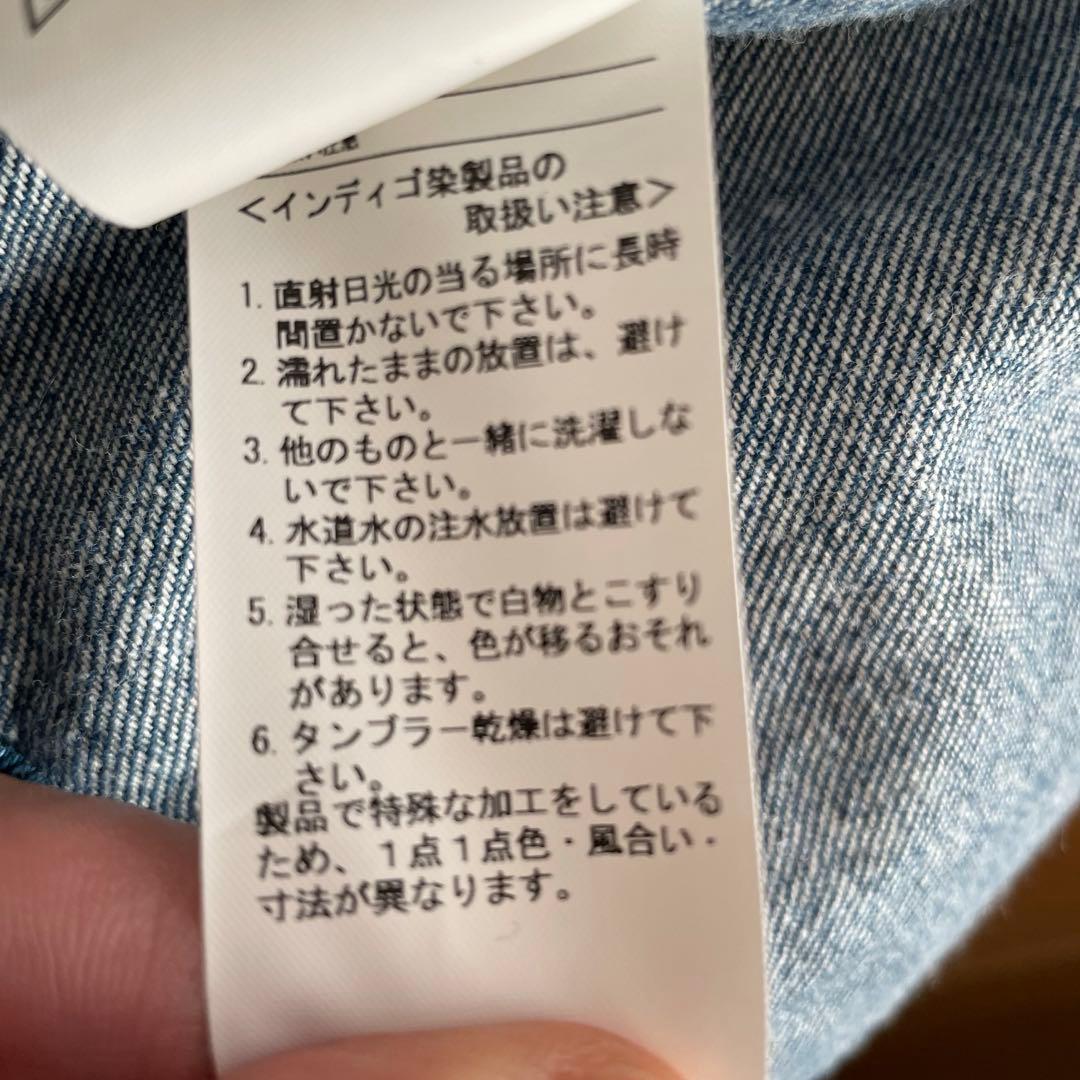 <インディゴ染製品の
取扱い注意>
1. 直射日光の当る場所に長時
間置かないで下さい。
2. 濡れたままの放置は、避け
て下さい。
3. 他のものと一緒に洗濯しな
いで下さい。
4. 水道水の注水放置は避けて
下さい。
5. 湿った状態で白物とこすり
合せると、色が移るおそれ
があります。
6. タンブラー乾燥は避けて下
さい。
製品で特殊な加工をしている
ため、1点1点色・風合い・
寸法が異なります。